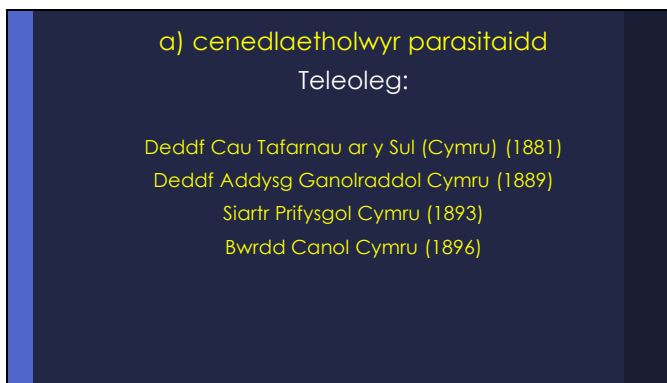 a) cenedlaetholwyr parasitaidd
Teleoleg:
Deddf Cau Tafarnau ar y Sul (Cymru) (1881)
Deddf Addysg Ganolraddol Cymru (1889)
Siartr Prifysgol Cymru (1893)
Bwrdd Canol Cymru (1896)